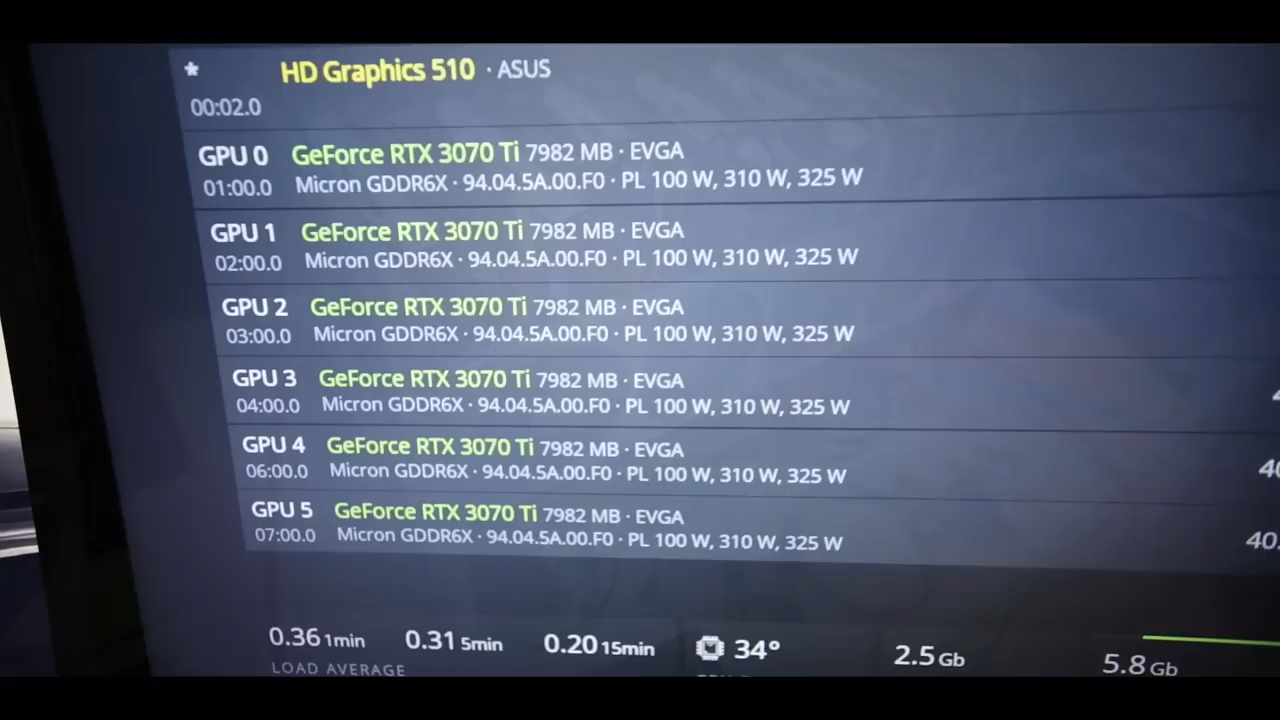 * HD Graphics 510 · ASUS
00:02.0
GPU 0 GeForce RTX 3070 Ti 7982 MB · EVGA
01:00.0 Micron GDDR6X · 94.04.5A.00.F0 · PL 100 W, 310 W, 325 W
GPU 1 GeForce RTX 3070 Ti 7982 MB · EVGA
02:00.0 Micron GDDR6X · 94.04.5A.00.F0 · PL 100 W, 310 W, 325 W
GPU 2 GeForce RTX 3070 Ti 7982 MB · EVGA
03:00.0 Micron GDDR6X · 94.04.5A.00.F0 · PL 100 W, 310 W, 325 W
GPU 3 GeForce RTX 3070 Ti 7982 MB · EVGA
04:00.0 Micron GDDR6X · 94.04.5A.00.F0 · PL 100 W, 310 W, 325 W
GPU 4 GeForce RTX 3070 Ti 7982 MB · EVGA
06:00.0 Micron GDDR6X · 94.04.5A.00.F0 · PL 100 W, 310 W, 325 W
GPU 5 GeForce RTX 3070 Ti 7982 MB · EVGA
07:00.0 Micron GDDR6X · 94.04.5A.00.F0 · PL 100 W, 310 W, 325 W 40.
0.36 1min 0.31 5min 0.20 15min 34° 2.5 Gb 5.8 Gb
LOAD AVERAGE